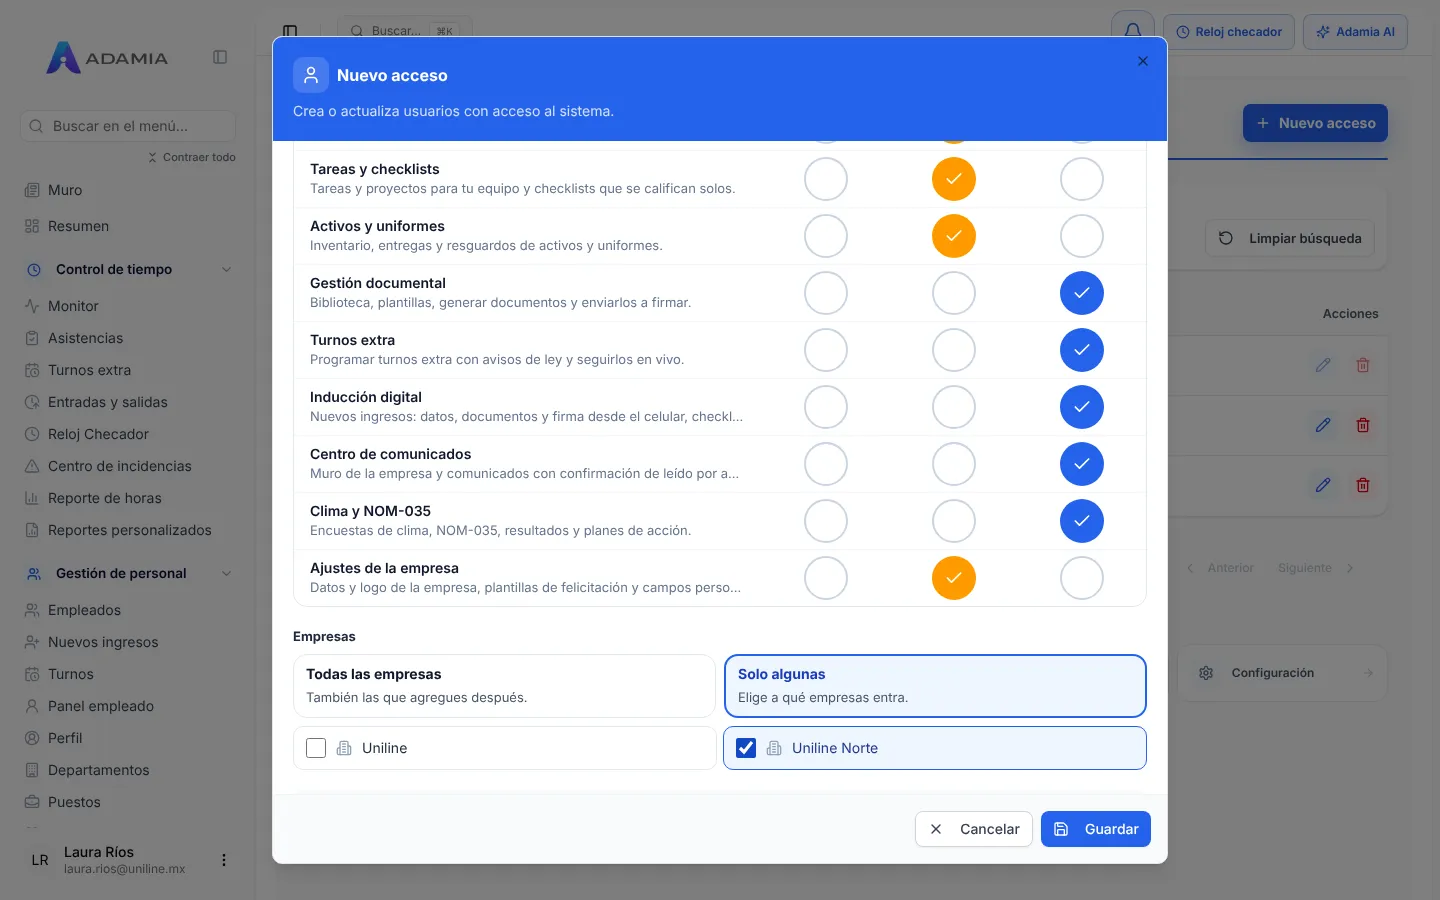 ADAMIA
Buscar en el menú...
Contraer todo
Muro
Resumen
Control de tiempo
Monitor
Asistencias
Turnos extra
Entradas y salidas
Reloj Checador
Centro de incidencias
Reporte de horas
Reportes personalizados
Gestión de personal
Empleados
Nuevos ingresos
Turnos
Panel empleado
Perfil
Departamentos
Puestos
LR
Laura Ríos
laura.rios@uniline.mx
Buscar...
⌘K
Reloj checador
Adamia AI
Nuevo acceso
Limpiar búsqueda
Acciones
Anterior
Siguiente
Configuración
Nuevo acceso
Crea o actualiza usuarios con acceso al sistema.
Tareas y checklists
Tareas y proyectos para tu equipo y checklists que se califican solos.
Activos y uniformes
Inventario, entregas y resguardos de activos y uniformes.
Gestión documental
Biblioteca, plantillas, generar documentos y enviarlos a firmar.
Turnos extra
Programar turnos extra con avisos de ley y seguirlos en vivo.
Inducción digital
Nuevos ingresos: datos, documentos y firma desde el celular, checkl...
Centro de comunicados
Muro de la empresa y comunicados con confirmación de leído por a...
Clima y NOM-035
Encuestas de clima, NOM-035, resultados y planes de acción.
Ajustes de la empresa
Datos y logo de la empresa, plantillas de felicitación y campos perso...
Empresas
Todas las empresas
También las que agregues después.
Solo algunas
Elige a qué empresas entra.
Uniline
Uniline Norte
Cancelar
Guardar